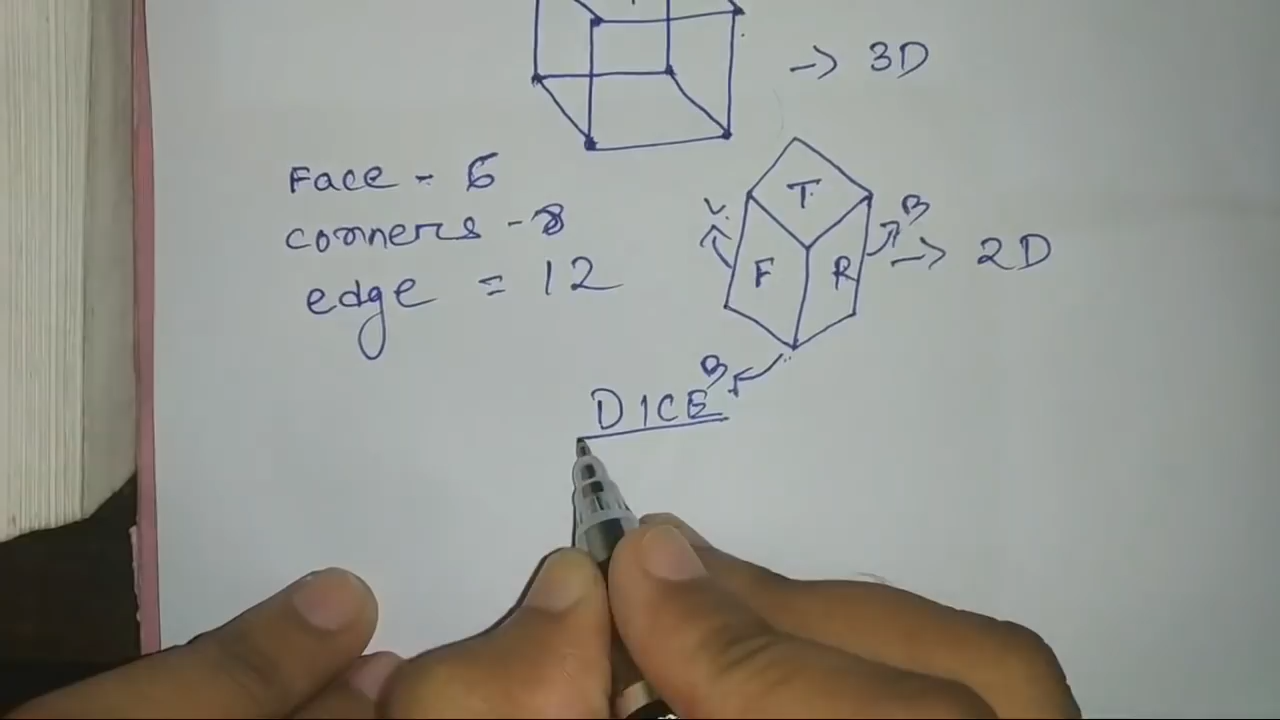 → 3D
Face - 6
corners - 8
edge = 12
T
L
B
F
R
→ 2D
B
DICE